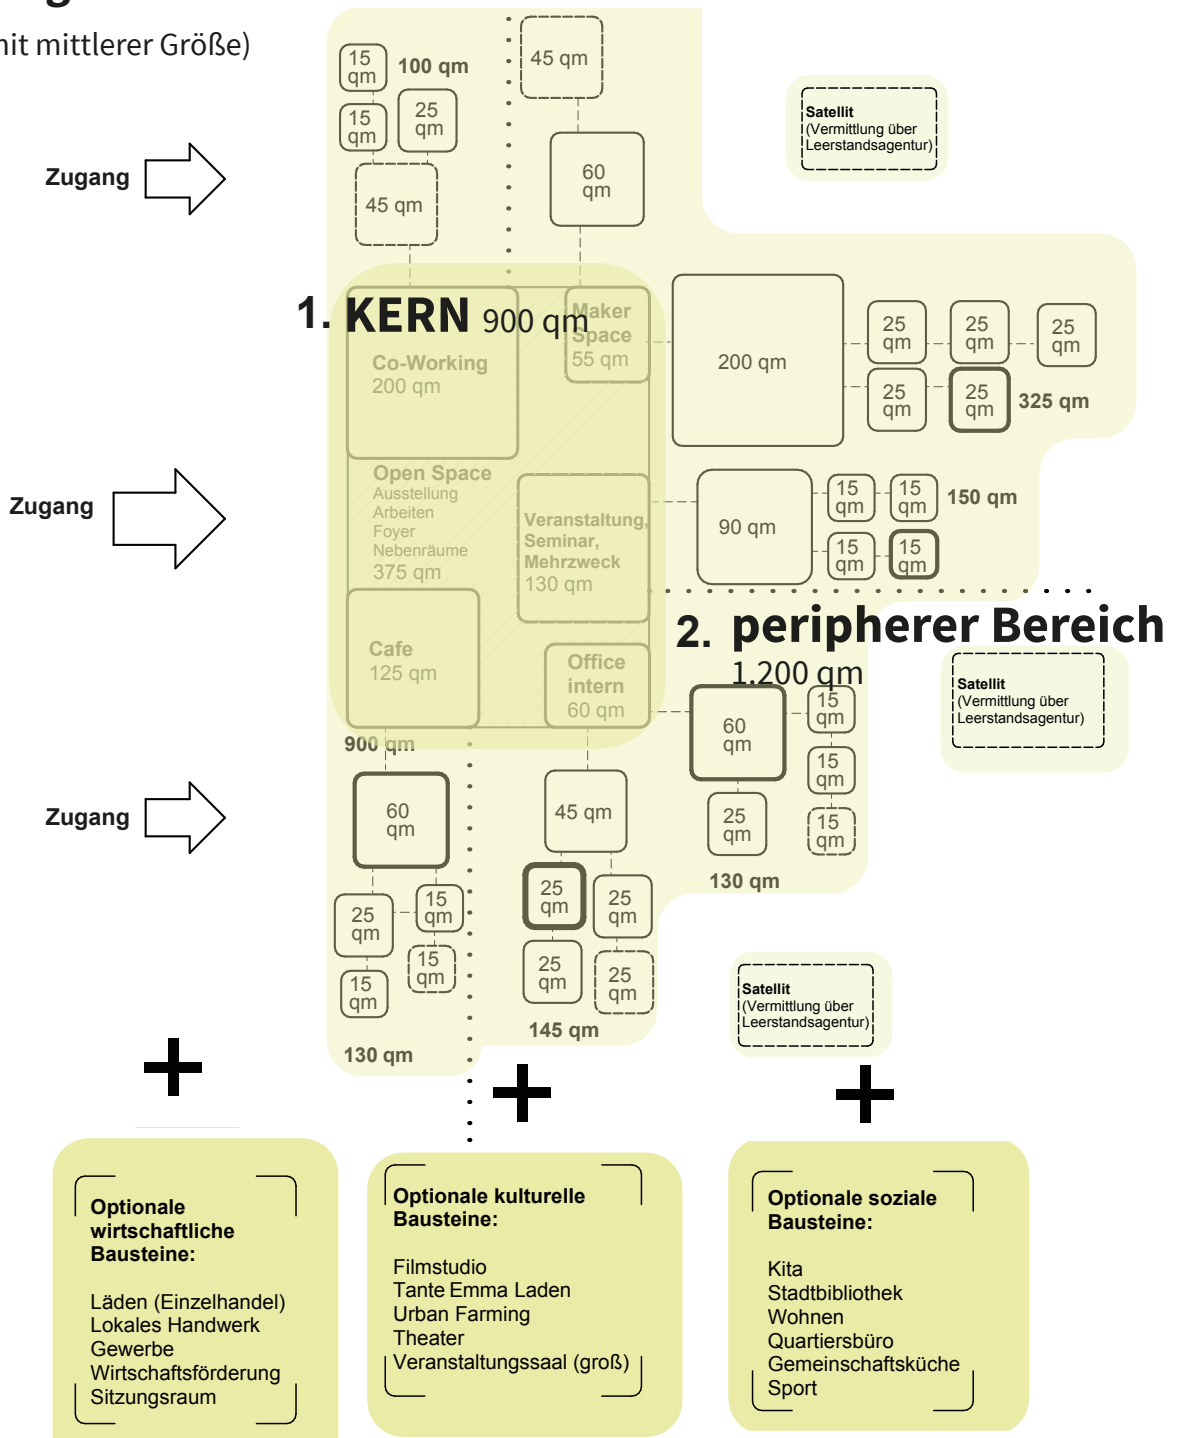 g
mit mittlerer Größe)
15
qm
100 qm
15
qm
25
qm
45 qm
45 qm
60
qm
Satellit
(Vermittlung über
Leerstandsagentur)
Zugang
1. KERN 900 qm
Maker
Space
55 qm
Co-Working
200 qm
200 qm
25
qm
25
qm
25
qm
25
qm
25
qm
325 qm
Open Space
Ausstellung
Arbeiten
Foyer
Nebenräume
375 qm
Zugang
Veranstaltung,
Seminar,
Mehrzweck
130 qm
90 qm
15
qm
15
qm
150 qm
15
qm
15
qm
2. peripherer Bereich
1.200 qm
Cafe
125 qm
Office
intern
60 qm
900 qm
60
qm
15
qm
15
qm
15
qm
25
qm
130 qm
Satellit
(Vermittlung über
Leerstandsagentur)
Zugang
60
qm
25
qm
15
qm
15
qm
15
qm
130 qm
45 qm
25
qm
25
qm
25
qm
25
qm
145 qm
Satellit
(Vermittlung über
Leerstandsagentur)
Optionale
wirtschaftliche
Bausteine:
Läden (Einzelhandel)
Lokales Handwerk
Gewerbe
Wirtschaftsförderung
Sitzungsraum
Optionale kulturelle
Bausteine:
Filmstudio
Tante Emma Laden
Urban Farming
Theater
Veranstaltungssaal (groß)
Optionale soziale
Bausteine:
Kita
Stadtbibliothek
Wohnen
Quartiersbüro
Gemeinschaftsküche
Sport